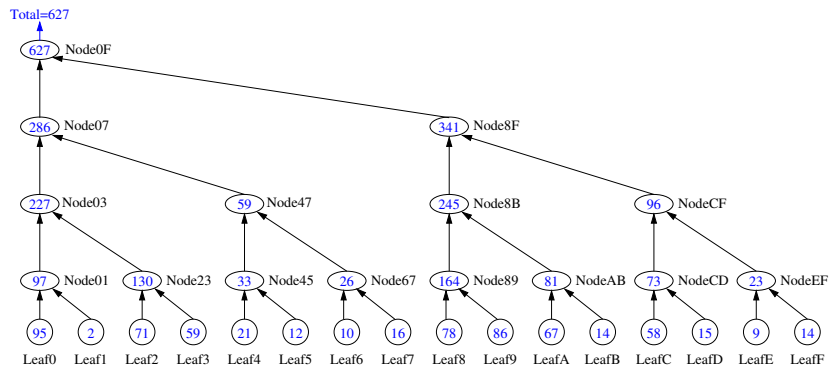 Total=627
627 Node0F
286 Node07 341 Node8F
227 Node03 59 Node47 245 Node8B 96 NodeCF
97 Node01 130 Node23 33 Node45 26 Node67 164 Node89 81 NodeAB 73 NodeCD 23 NodeEF
95 2 71 59 21 12 10 16 78 86 67 14 58 15 9 14
Leaf0 Leaf1 Leaf2 Leaf3 Leaf4 Leaf5 Leaf6 Leaf7 Leaf8 Leaf9 LeafA LeafB LeafC LeafD LeafE LeafF